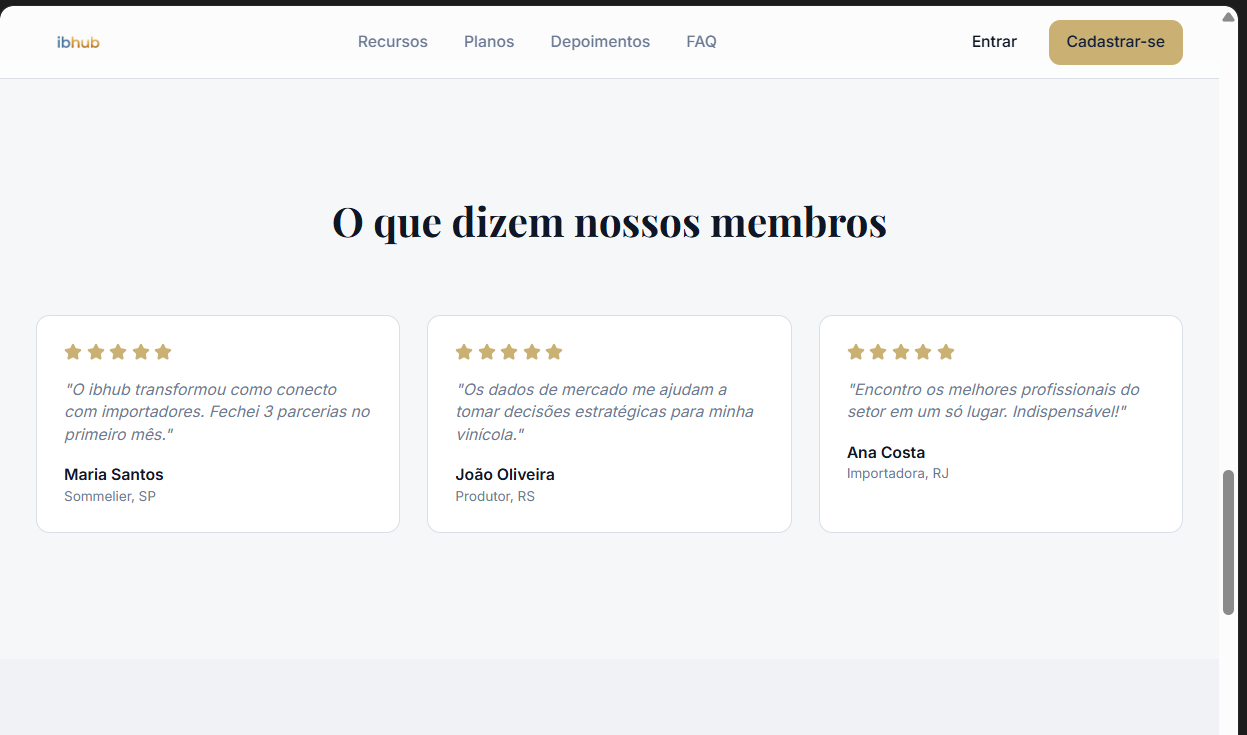 ibhub
Recursos
Planos
Depoimentos
FAQ
Entrar
Cadastrar-se
O que dizem nossos membros
"O ibhub transformou como conecto
com importadores. Fechei 3 parcerias no
primeiro mês."
Maria Santos
Sommelier, SP
"Os dados de mercado me ajudam a
tomar decisões estratégicas para minha
vinícola."
João Oliveira
Produtor, RS
"Encontro os melhores profissionais do
setor em um só lugar. Indispensável!"
Ana Costa
Importadora, RJ